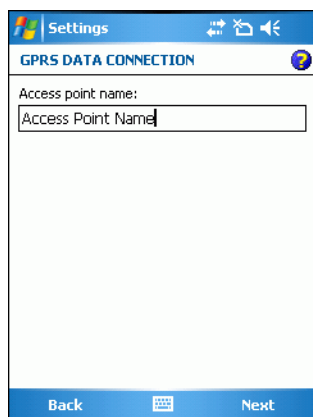 Settings
GPRS DATA CONNECTION
?
Access point name:
Access Point Name
Back Next